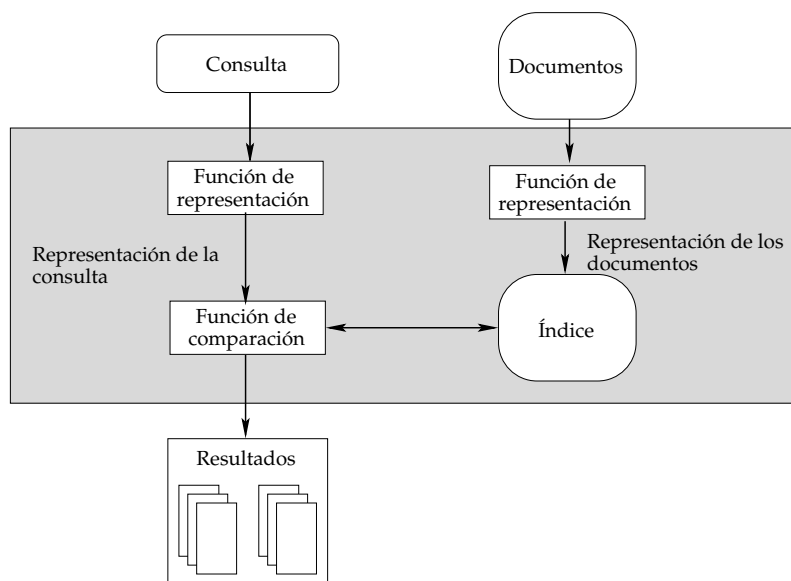 Consulta
Documentos
Función de
representación
Función de
representación
Representación de la
consulta
Representación de los
documentos
Función de
comparación
Índice
Resultados